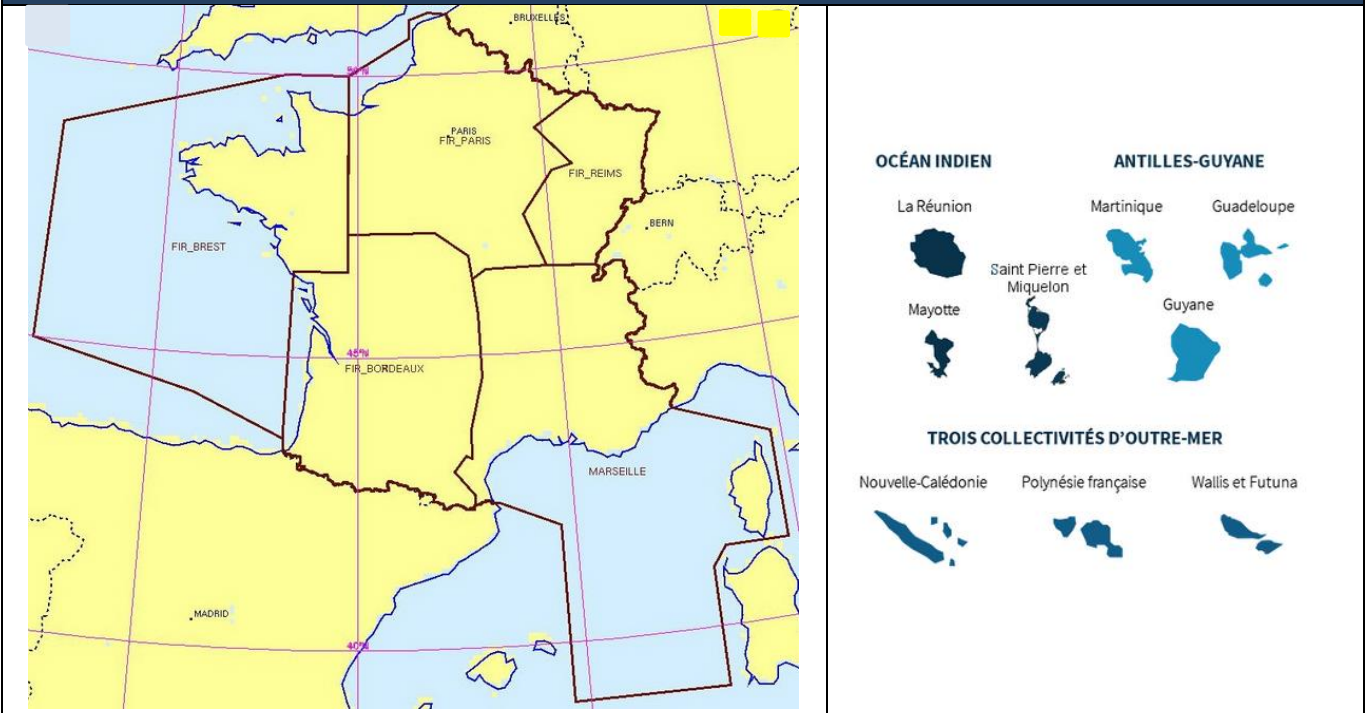 BRUXELLES
50°N
PARIS
FIR_PARIS
FIR_REIMS
BERN
FIR_BREST
45°N
FIR_BORDEAUX
MARSEILLE
MADRID
40°N
OCÉAN INDIEN
ANTILLES-GUYANE
La Réunion
Martinique
Guadeloupe
Saint Pierre et
Miquelon
Mayotte
Guyane
TROIS COLLECTIVITÉS D'OUTRE-MER
Nouvelle-Calédonie
Polynésie française
Wallis et Futuna